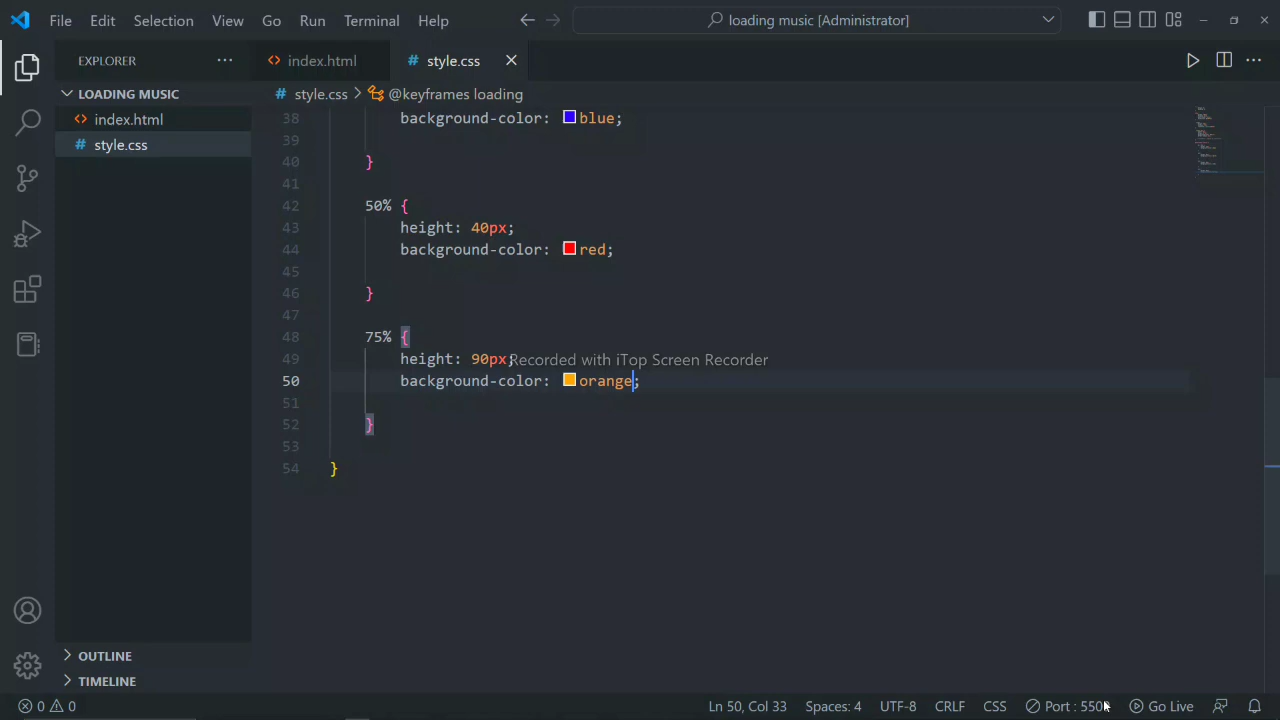 File Edit Selection View Go Run Terminal Help
loading music [Administrator]
EXPLORER
index.html
# style.css
LOADING MUSIC
# style.css > @keyframes loading
index.html
# style.css
38 background-color: blue;
39
40 }
41
42 50% {
43 height: 40px;
44 background-color: red;
45
46 }
47
48 75% {
49 height: 90px;
Recorded with iTop Screen Recorder
50 background-color: orange;
51
52 }
53
54 }
OUTLINE
TIMELINE
0 0
Ln 50, Col 33 Spaces: 4 UTF-8 CRLF CSS Port : 550 Go Live